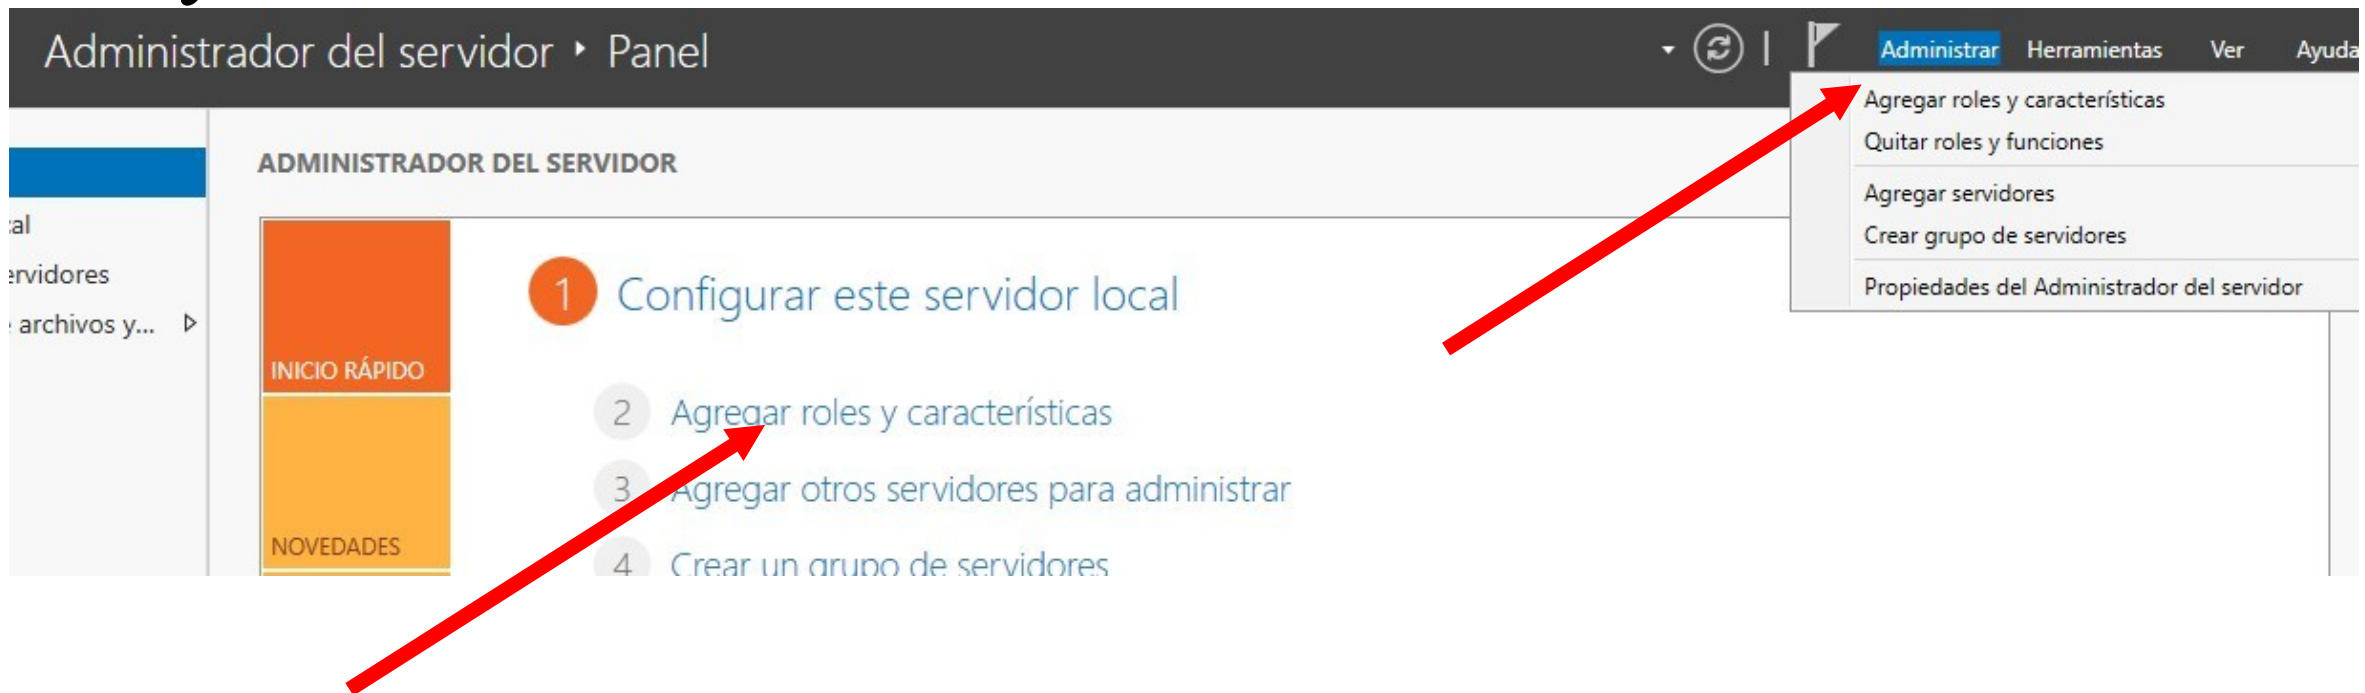 Administrador del servidor ‣ Panel
Administrar Herramientas Ver Ayuda
Agregar roles y características
Quitar roles y funciones
Agregar servidores
Crear grupo de servidores
Propiedades del Administrador del servidor
ADMINISTRADOR DEL SERVIDOR
ervidores
archivos y...
INICIO RÁPIDO
NOVEDADES
1 Configurar este servidor local
2 Agregar roles y características
3 Agregar otros servidores para administrar
4 Crear un grupo de servidores